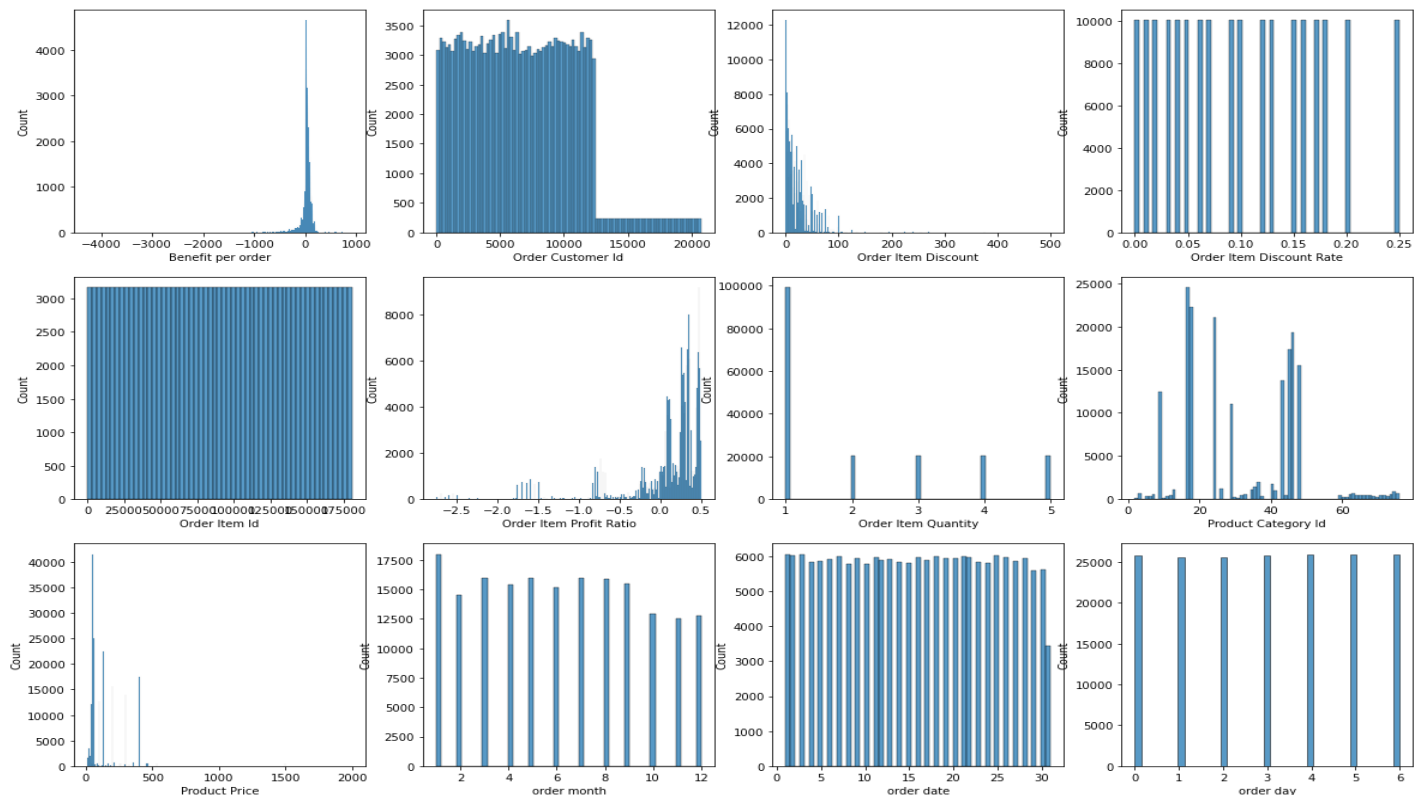 4000
3000
2000
1000
0
Count
-4000 -3000 -2000 -1000 0 1000
Benefit per order
3500
3000
2500
2000
1500
1000
500
0
Count
0 5000 10000 15000 20000
Order Customer Id
12000
10000
8000
6000
4000
2000
0
Count
0 100 200 300 400 500
Order Item Discount
10000
8000
6000
4000
2000
0
Count
0.00 0.05 0.10 0.15 0.20 0.25
Order Item Discount Rate
3000
2500
2000
1500
1000
500
0
Count
0 25000 50000 75000 100000 125000 150000 175000
Order Item Id
8000
6000
4000
2000
0
Count
−2.5 −2.0 −1.5 −1.0 −0.5 0.0 0.5
Order Item Profit Ratio
100000
80000
60000
40000
20000
0
Count
1 2 3 4 5
Order Item Quantity
25000
20000
15000
10000
5000
0
Count
20 40 60
Product Category Id
40000
35000
30000
25000
20000
15000
10000
5000
0
Count
0 500 1000 1500 2000
Product Price
17500
15000
12500
10000
7500
5000
2500
0
Count
2 4 6 8 10 12
order month
6000
5000
4000
3000
2000
1000
0
Count
0 5 10 15 20 25 30
order date
25000
20000
15000
10000
5000
0
Count
0 1 2 3 4 5 6
order day